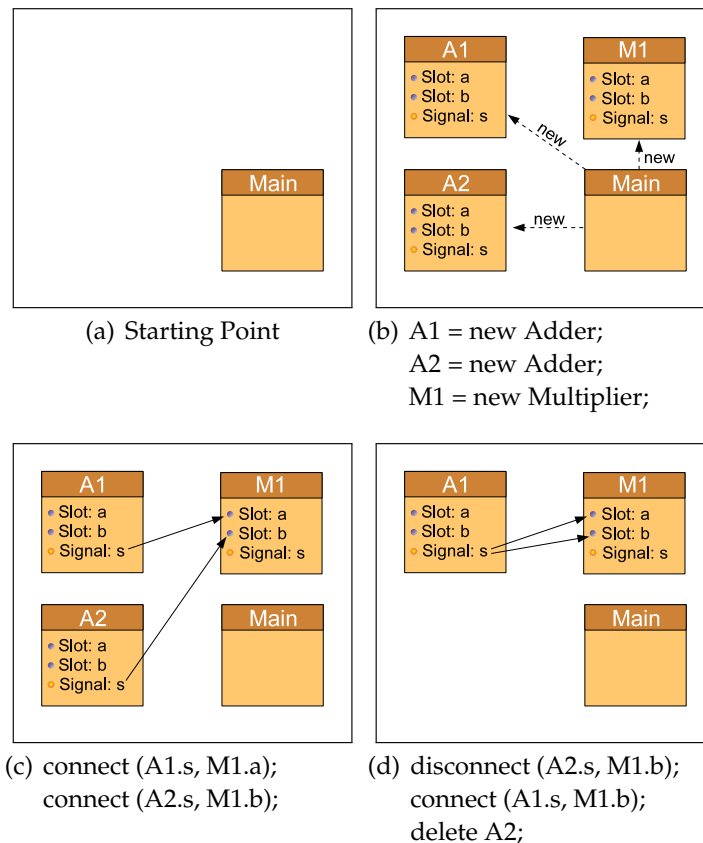 Main
(a) Starting Point
A1
Slot: a
Slot: b
Signal: s
M1
Slot: a
Slot: b
Signal: s
new
new
A2
Slot: a
Slot: b
Signal: s
new
Main
(b) A1 = new Adder;
A2 = new Adder;
M1 = new Multiplier;
A1
Slot: a
Slot: b
Signal: s
M1
Slot: a
Slot: b
Signal: s
A2
Slot: a
Slot: b
Signal: s
Main
(c) connect (A1.s, M1.a);
connect (A2.s, M1.b);
A1
Slot: a
Slot: b
Signal: s
M1
Slot: a
Slot: b
Signal: s
Main
(d) disconnect (A2.s, M1.b);
connect (A1.s, M1.b);
delete A2;